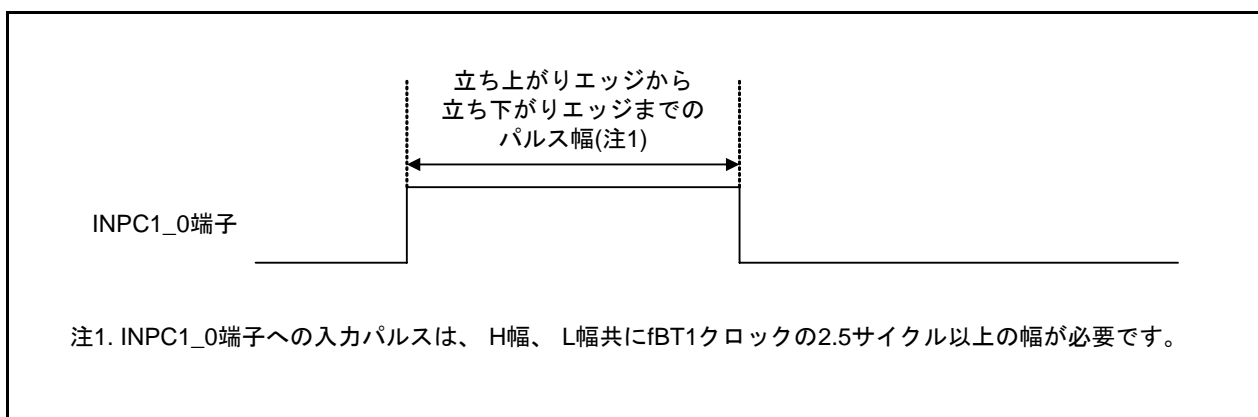 立ち上がりエッジから
立ち下がりエッジまでの
パルス幅(注1)
INPC1_0端子
注1. INPC1_0端子への入力パルスは、 H幅、 L幅共にfBT1クロックの2.5サイクル以上の幅が必要です。